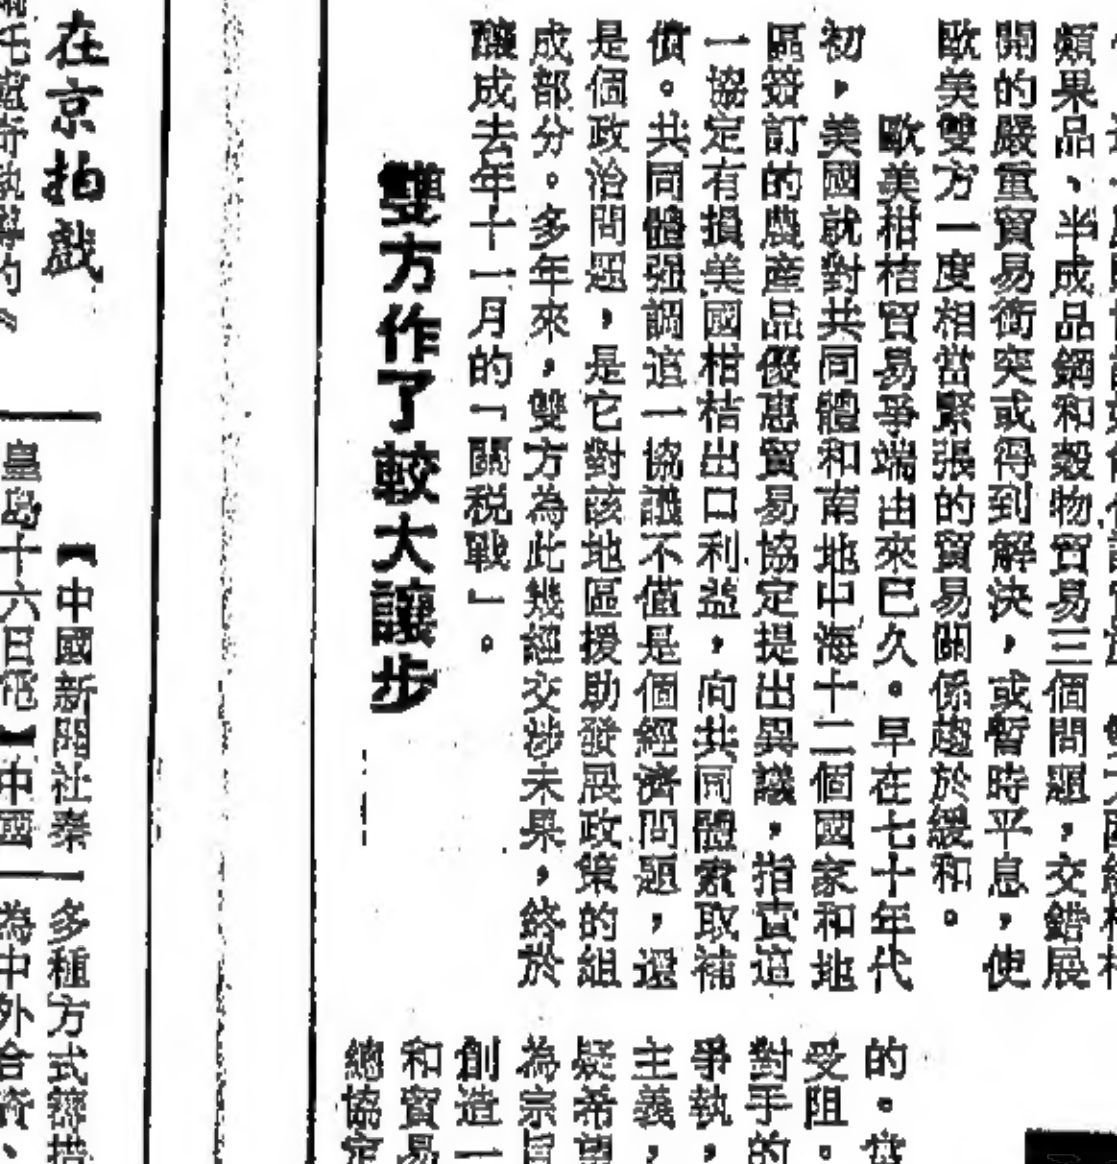 類果品、半成品鋼和穀物貿易三個問題，交錯展
開的嚴重貿易衝突或得到解決，或暫時平息，使
歐美雙方一度相當緊張的貿易關係趨於緩和。
歐美柑桔貿易爭端由來已久。早在七十年代
初，美國就對共同體和南地中海十二個國家和地
區簽訂的農產品優惠貿易協定提出異議，指責這
一協定有損美國柑桔出口利益，向共同體索取補
償。共同體強調這一協議不僅是個經濟問題，還
是個政治問題，是它對該地區援助發展政策的組
成部分。多年來，雙方為此幾經交涉未果，終於
釀成去年十一月的「關税戰」。
雙方作了較大讓步
的。當
受阻。
對手的
爭執，
主義，
疑希望
為宗旨
創造一
和貿易
總協定
在京拍戲
【中國新聞社秦
皇島十六日電】中國
多種方式籌措
為中外合資、